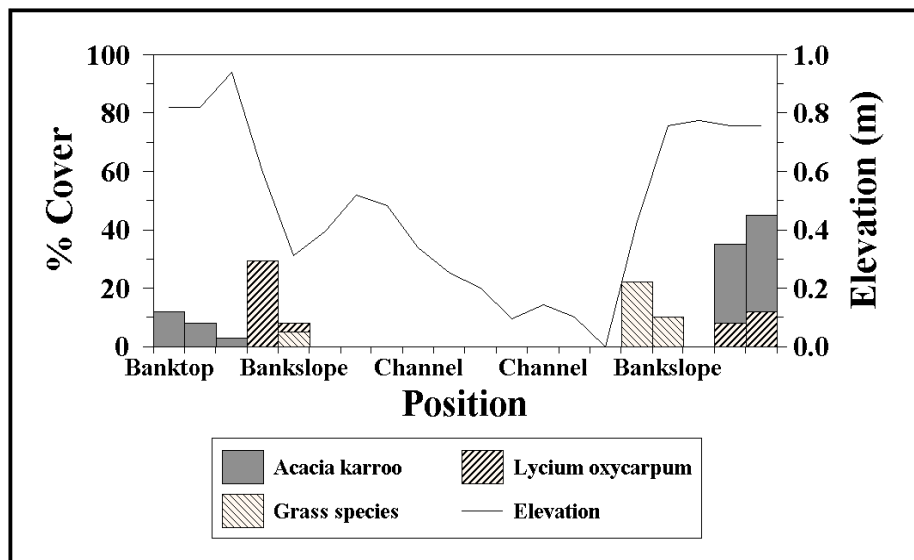 % Cover
100
80
60
40
20
0
1.0
0.8
0.6
0.4
0.2
0.0
Elevation (m)
Banktop Bankslope Channel Channel Bankslope
Position
Acacia karroo Lycium oxycarpum
Grass species Elevation